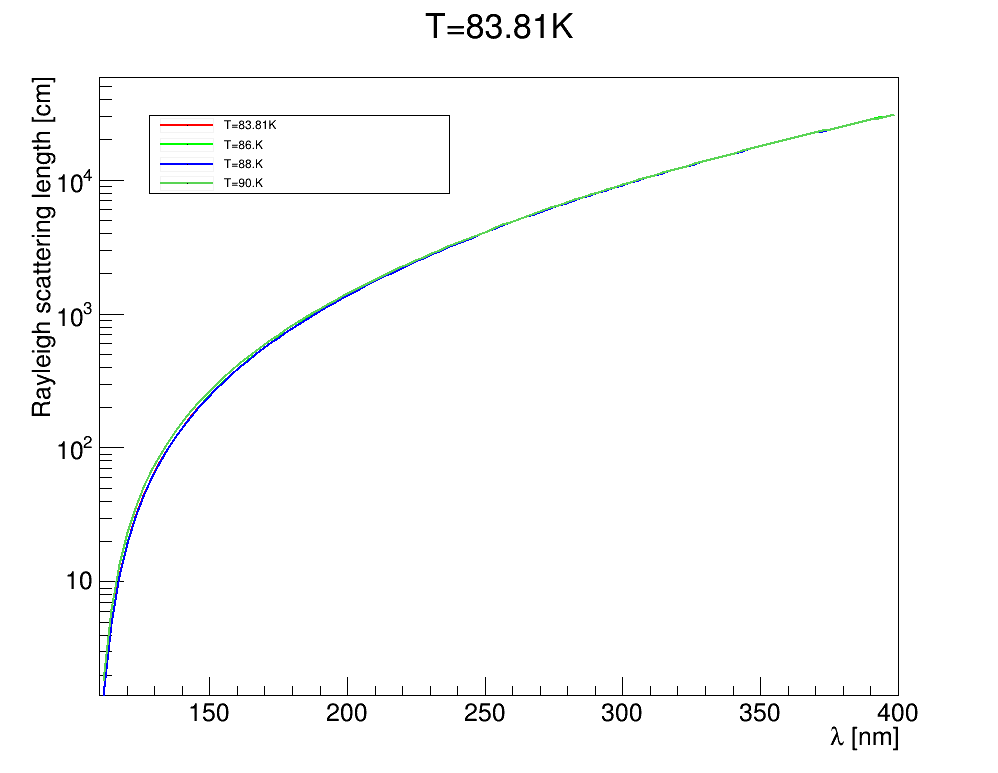 T=83.81K
Rayleigh scattering length [cm]
T=83.81K
T=86.K
T=88.K
T=90.K
10⁴
10³
10²
10
150 200 250 300 350 400
λ [nm]